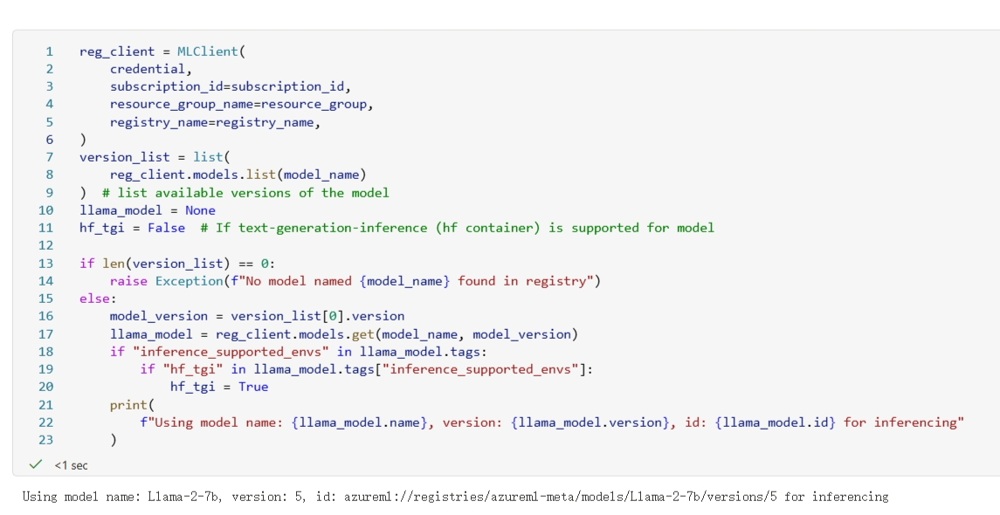 1 reg_client = MLClient(
2     credential,
3     subscription_id=subscription_id,
4     resource_group_name=resource_group,
5     registry_name=registry_name,
6 )
7 version_list = list(
8     reg_client.models.list(model_name)
9 )  # list available versions of the model
10 llama_model = None
11 hf_tgi = False  # If text-generation-inference (hf container) is supported for model
12
13 if len(version_list) == 0:
14     raise Exception(f"No model named {model_name} found in registry")
15 else:
16     model_version = version_list[0].version
17     llama_model = reg_client.models.get(model_name, model_version)
18     if "inference_supported_envs" in llama_model.tags:
19         if "hf_tgi" in llama_model.tags["inference_supported_envs"]:
20             hf_tgi = True
21     print(
22         f"Using model name: {llama_model.name}, version: {llama_model.version}, id: {llama_model.id} for inferencing"
23     )
✓ <1 sec
Using model name: Llama-2-7b, version: 5, id: azureml://registries/azureml-meta/models/Llama-2-7b/versions/5 for inferencing